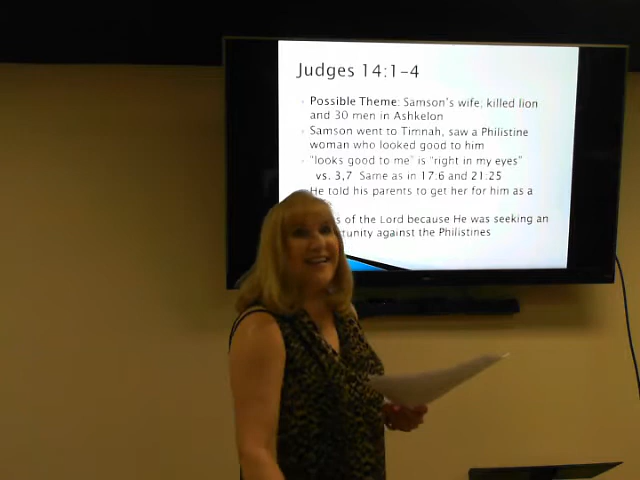 Judges 14:1-4
Possible Theme: Samson's wife, killed lion
and 30 men in Ashkelon
Samson went to Timnah, saw a Philistine
woman who looked good to him
"looks good to me" is "right in my eyes"
vs. 3,7 Same as in 17:6 and 21:25
He told his parents to get her for him as a
of the Lord because He was seeking an
against the Philistines